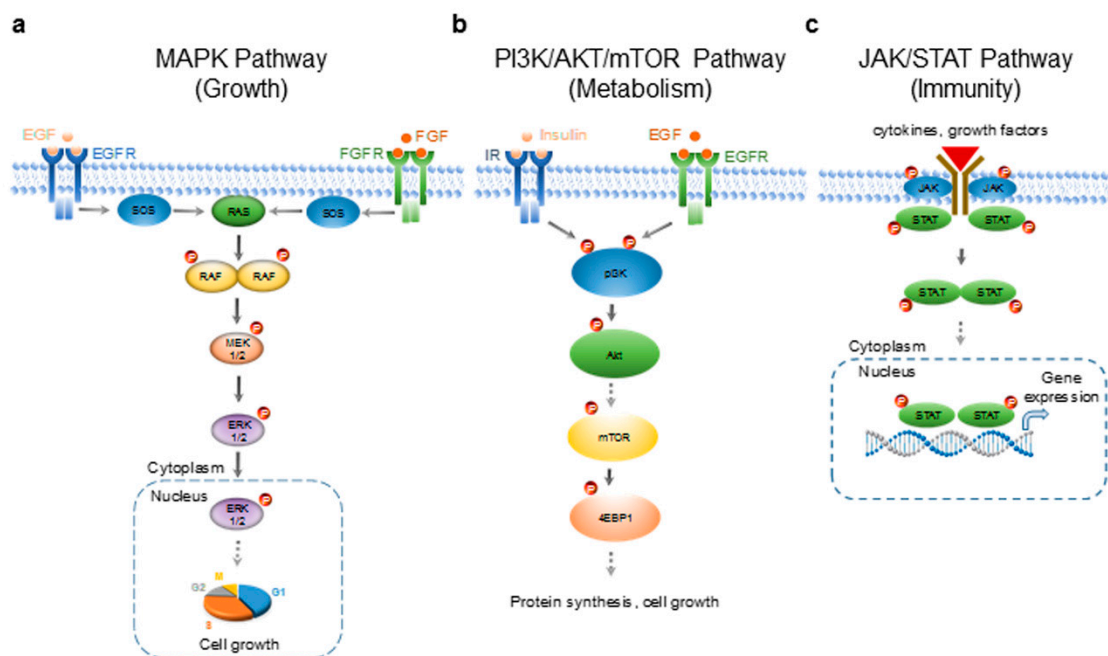 a
MAPK Pathway
(Growth)
EGF
EGFR
FGF
FGFR
SOS
RAS
SOS
P
P
RAF
RAF
P
MEK
1/2
P
ERK
1/2
Cytoplasm
Nucleus
P
ERK
1/2
M
G2
G1
S
Cell growth
b
PI3K/AKT/mTOR Pathway
(Metabolism)
Insullin
IR
EGF
EGFR
P
P
pI3K
P
Akt
P
mTOR
P
4EBP1
Protein synthesis, cell growth
c
JAK/STAT Pathway
(Immunity)
cytokines, growth factors
P
P
JAK
JAK
STAT
STAT
P
P
STAT
STAT
P
P
Cytoplasm
Nucleus
Gene
expression
P
P
STAT
STAT